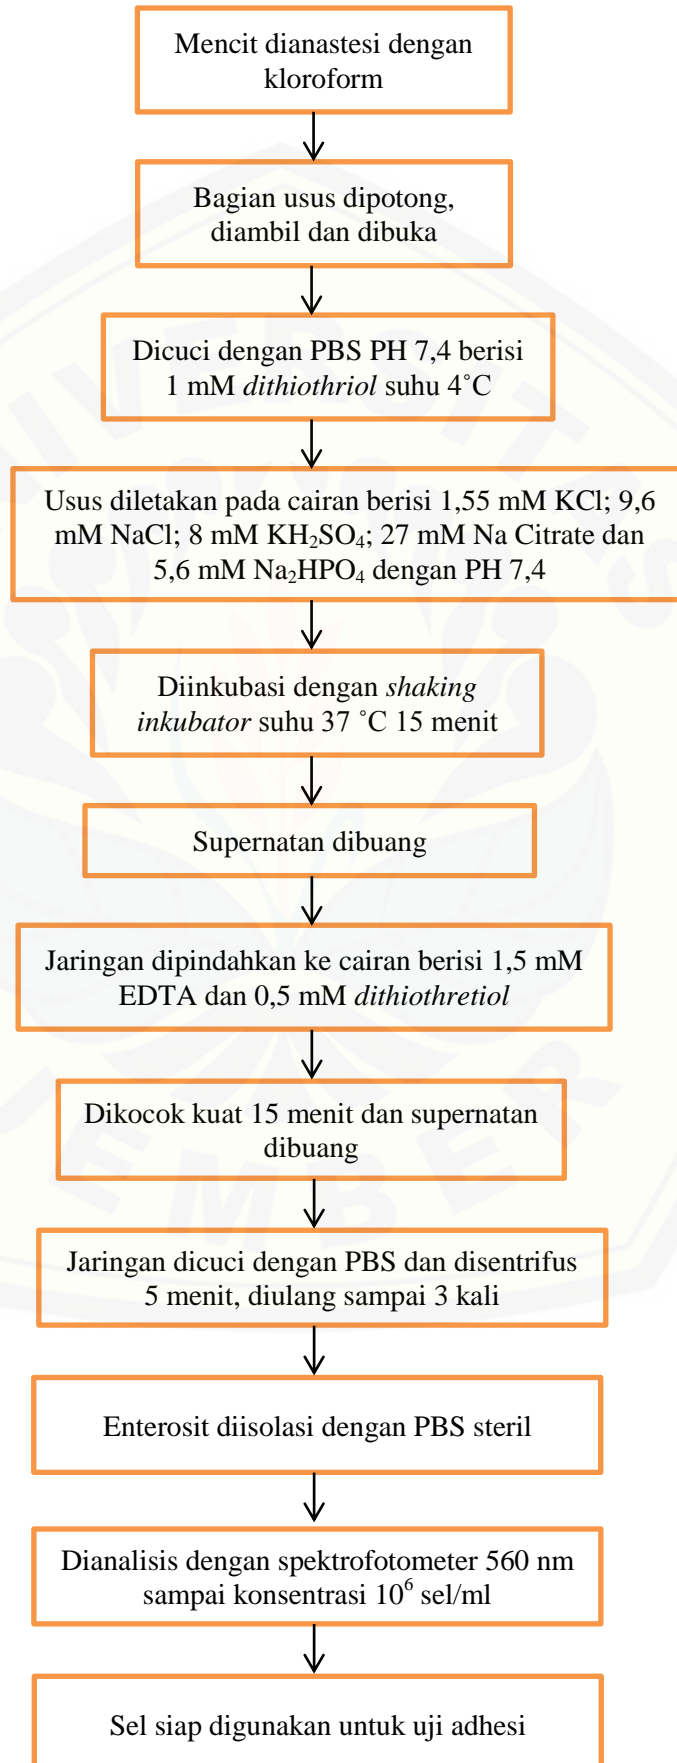 Mencit dianastesi dengan
kloroform
Bagian usus dipotong,
diambil dan dibuka
Dicuci dengan PBS PH 7,4 berisi
1 mM dithiothriol suhu 4˚C
Usus diletakan pada cairan berisi 1,55 mM KCl; 9,6
mM NaCl; 8 mM KH₂SO₄; 27 mM Na Citrate dan
5,6 mM Na₂HPO₄ dengan PH 7,4
Diinkubasi dengan shaking
inkubator suhu 37 ˚C 15 menit
Supernatan dibuang
Jaringan dipindahkan ke cairan berisi 1,5 mM
EDTA dan 0,5 mM dithiothretiol
Dikocok kuat 15 menit dan supernatan
dibuang
Jaringan dicuci dengan PBS dan disentrifus
5 menit, diulang sampai 3 kali
Enterosit diisolasi dengan PBS steril
Dianalisis dengan spektrofotometer 560 nm
sampai konsentrasi 10⁶ sel/ml
Sel siap digunakan untuk uji adhesi
UNIVERSITAS
JEMBER